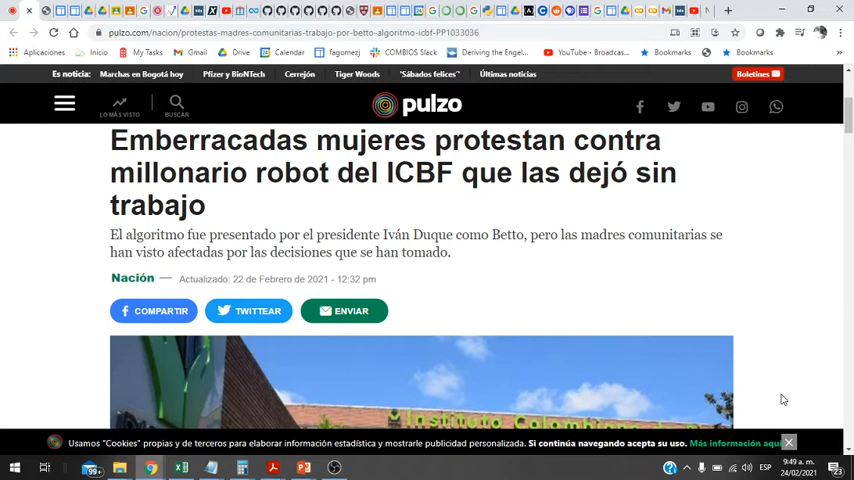 pulzo.com/nacion/protestas-madres-comunitarias-trabajo-por-betto-algoritmo-icbf-PP1033036
Aplicaciones Inicio My Tasks Gmail Drive Calendar fagomezj COMBIOS Slack Deriving the Engel... YouTube - Broadcas... Bookmarks Bookmarks
Es noticia: Marchas en Bogotá hoy Pfizer y BioNTech Cerrejón Tiger Woods "Sábados felices" Últimas noticias Boletines
LO MÁS VISTO BUSCAR pulzo
Emberracadas mujeres protestan contra
millonario robot del ICBF que las dejó sin
trabajo
El algoritmo fue presentado por el presidente Iván Duque como Betto, pero las madres comunitarias se
han visto afectadas por las decisiones que se han tomado.
Nación — Actualizado: 22 de Febrero de 2021 - 12:32 pm
COMPARTIR TWITTEAR ENVIAR
Instituto Colombiano de
Usamos "Cookies" propias y de terceros para elaborar información estadística y mostrarle publicidad personalizada. Si continúa navegando acepta su uso. Más información aquí
99+ ESP 9:49 a. m.
24/02/2021 23